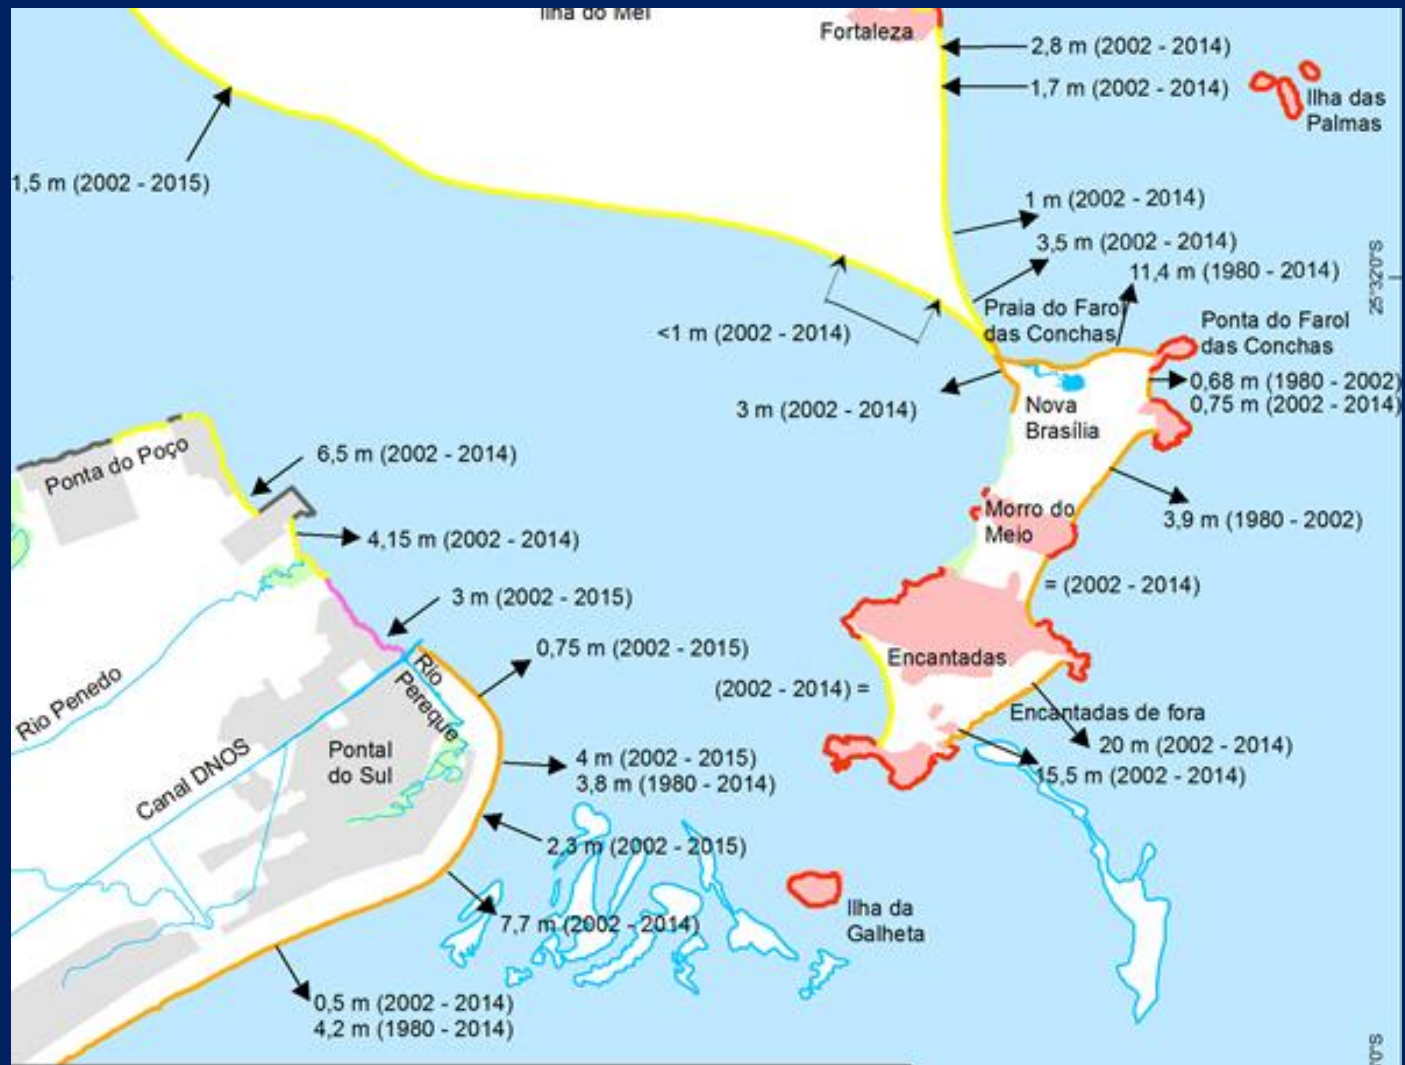 Ilha do Mel
Fortaleza
2,8 m (2002 - 2014)
1,7 m (2002 - 2014)
Ilha das
Palmas
1,5 m (2002 - 2015)
1 m (2002 - 2014)
3,5 m (2002 - 2014)
11,4 m (1980 - 2014)
25°32'0"S
Praia do Farol
das Conchas
Ponta do Farol
das Conchas
<1 m (2002 - 2014)
0,68 m (1980 - 2002)
0,75 m (2002 - 2014)
3 m (2002 - 2014)
Nova
Brasília
Ponta do Poço
6,5 m (2002 - 2014)
Morro do
Meio
3,9 m (1980 - 2002)
4,15 m (2002 - 2014)
= (2002 - 2014)
3 m (2002 - 2015)
0,75 m (2002 - 2015)
Encantadas
(2002 - 2014) =
Rio Penedo
Rio
Pereque
Encantadas de fora
20 m (2002 - 2014)
15,5 m (2002 - 2014)
Pontal
do Sul
Canal DNOS
4 m (2002 - 2015)
3,8 m (1980 - 2014)
2,3 m (2002 - 2015)
7,7 m (2002 - 2014)
Ilha da
Galheta
0,5 m (2002 - 2014)
4,2 m (1980 - 2014)
0"S